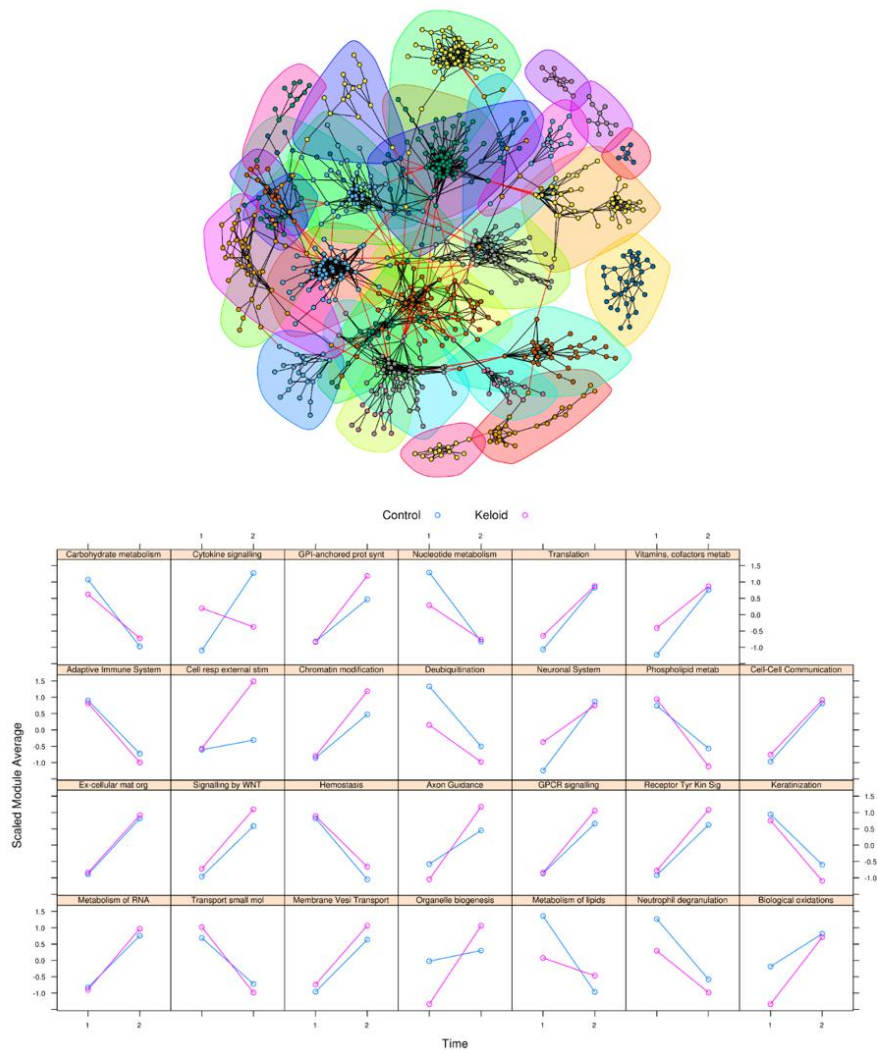 Control Keloid
1 2 1 2 1 2
Carbohydrate metabolism Cytokine signalling GPI-anchored prot synt Nucleotide metabolism Translation Vitamins, cofactors metab
1.5
1.0
0.5
0.0
-0.5
-1.0
Adaptive Immune System Cell resp external stim Chromatin modification Deubiquitination Neuronal System Phospholipid metab Cell-Cell Communication
1.5
1.0
0.5
0.0
-0.5
-1.0
Ex-cellular mat org Signalling by WNT Hemostasis Axon Guidance GPCR signalling Receptor Tyr Kin Sig Keratinization
1.5
1.0
0.5
0.0
-0.5
-1.0
Metabolism of RNA Transport small mol Membrane Vesi Transport Organelle biogenesis Metabolism of lipids Neutrophil degranulation Biological oxidations
1.5
1.0
0.5
0.0
-0.5
-1.0
1 2 1 2 1 2 1 2
Scaled Module Average
Time